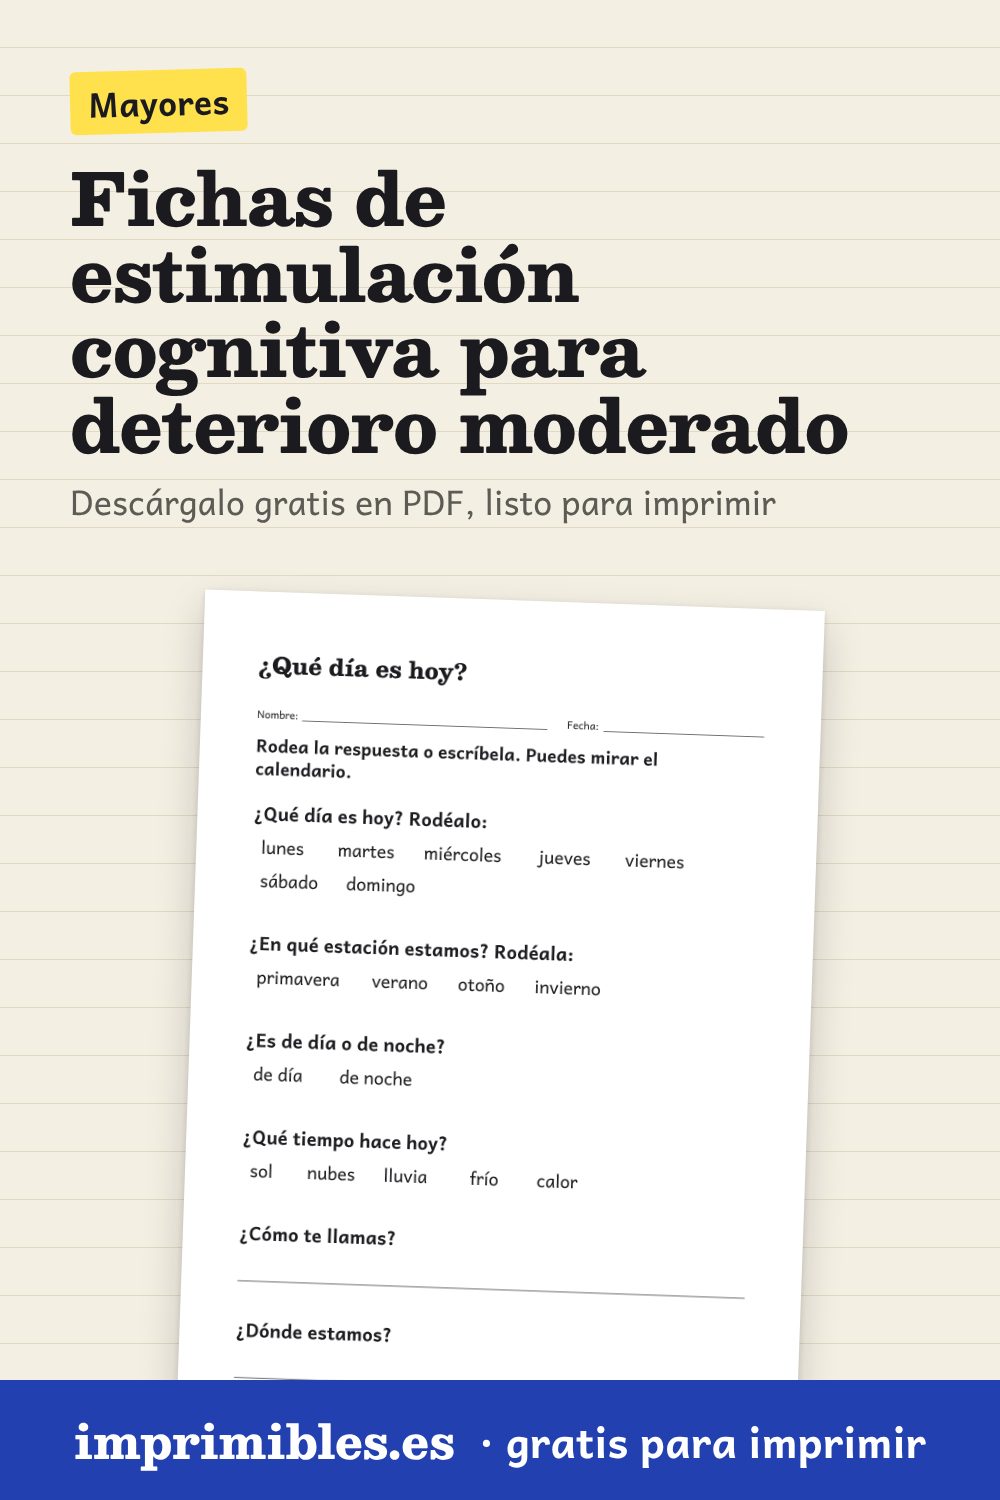 Mayores
Fichas de
estimulación
cognitiva para
deterioro moderado
Descárgalo gratis en PDF, listo para imprimir
¿Qué día es hoy?
Nombre: Fecha:
Rodea la respuesta o escríbela. Puedes mirar el
calendario.
¿Qué día es hoy? Rodéalo:
lunes martes miércoles jueves viernes
sábado domingo
¿En qué estación estamos? Rodéala:
primavera verano otoño invierno
¿Es de día o de noche?
de día de noche
¿Qué tiempo hace hoy?
sol nubes lluvia frío calor
¿Cómo te llamas?
¿Dónde estamos?
imprimibles.es · gratis para imprimir